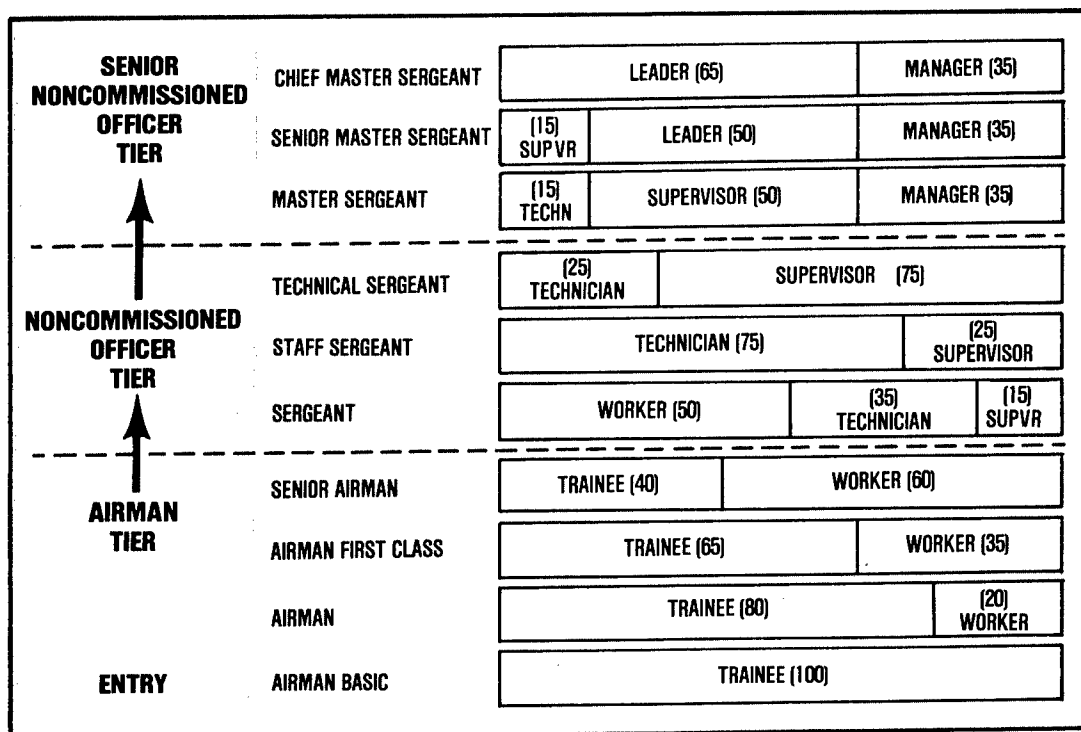 SENIOR
NONCOMMISSIONED
OFFICER
TIER
CHIEF MASTER SERGEANT
LEADER (65)
MANAGER (35)
SENIOR MASTER SERGEANT
(15)
SUPVR
LEADER (50)
MANAGER (35)
MASTER SERGEANT
(15)
TECHN
SUPERVISOR (50)
MANAGER (35)
NONCOMMISSIONED
OFFICER
TIER
TECHNICAL SERGEANT
(25)
TECHNICIAN
SUPERVISOR (75)
STAFF SERGEANT
TECHNICIAN (75)
(25)
SUPERVISOR
SERGEANT
WORKER (50)
(35)
TECHNICIAN
(15)
SUPVR
AIRMAN
TIER
SENIOR AIRMAN
TRAINEE (40)
WORKER (60)
AIRMAN FIRST CLASS
TRAINEE (65)
WORKER (35)
AIRMAN
TRAINEE (80)
(20)
WORKER
ENTRY
AIRMAN BASIC
TRAINEE (100)